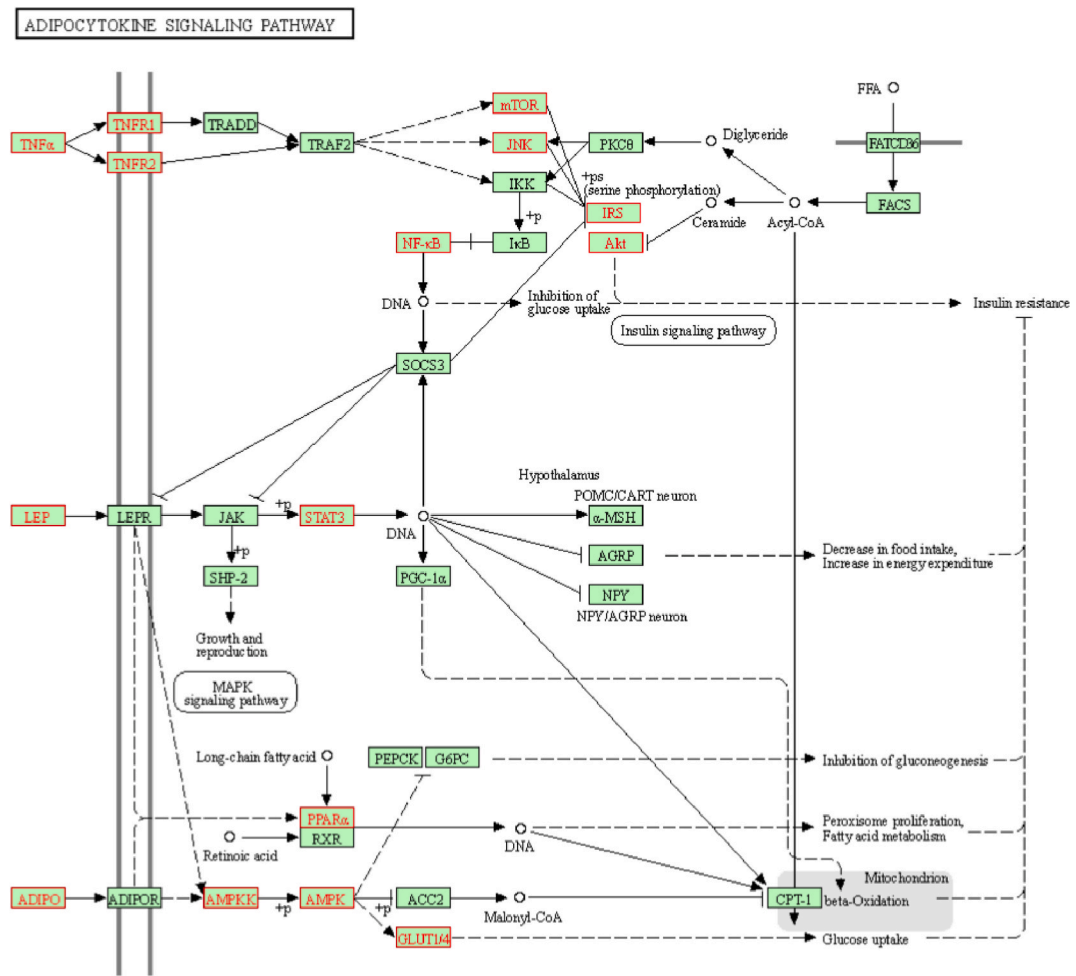 ADIPOCYTOKINE SIGNALING PATHWAY
FFA
mTOR
TNFα
TNFR1
TRADD
TRAF2
JNK
PKCθ
Diglyceride
FATCD36
TNFR2
IKK
+ps
(serine phosphorylation)
+p
IRS
Ceramide
Acyl-CoA
FACS
NF-κB
IκB
Akt
DNA
Inhibition of
glucose uptake
Insulin resistance
Insulin signaling pathway
SOCS3
Hypothalamus
POMC/CART neuron
LEP
LEPR
JAK
+p
STAT3
DNA
α-MSH
+p
AGRP
Decrease in food intake,
Increase in energy expenditure
SHP-2
PGC-1α
NPY
NPY/AGRP neuron
Growth and
reproduction
MAPK
signaling pathway
Long-chain fatty acid
PEPCK
G6PC
Inhibition of gluconeogenesis
PPARα
RXR
Retinoic acid
DNA
Peroxisome proliferation,
Fatty acid metabolism
Mitochondrion
ADIPO
ADIPOR
AMPKK
+p
AMPK
+p
ACC2
Malonyl-CoA
CPT-1
beta-Oxidation
GLUT1/4
Glucose uptake